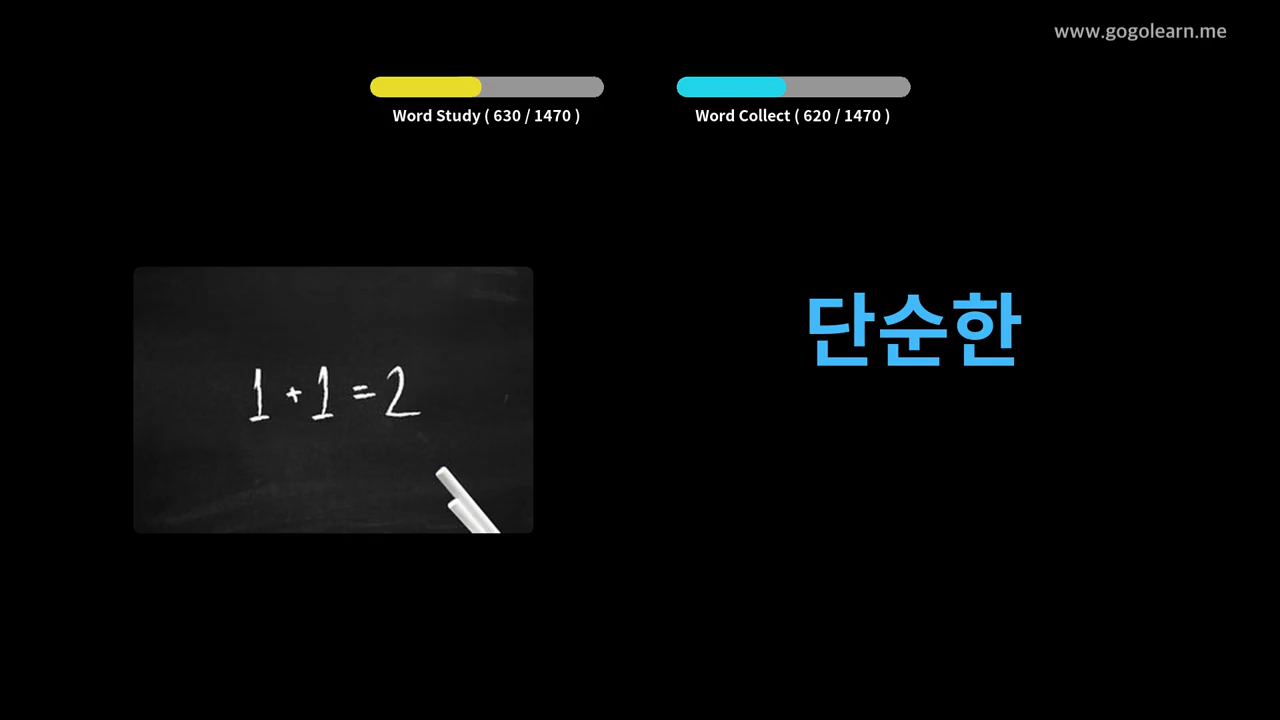 www.gogolearn.me
Word Study ( 630 / 1470 )
Word Collect ( 620 / 1470 )
단순한
1 + 1 = 2